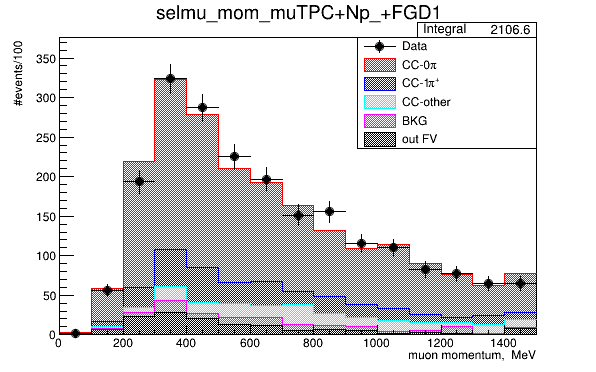 selmu_mom_muTPC+Np_+FGD1
Integral 2106.6
#events/100
350
300
250
200
150
100
50
0
Data
CC-0π
CC-1π⁺
CC-other
BKG
out FV
0 200 400 600 800 1000 1200 1400
muon momentum, MeV